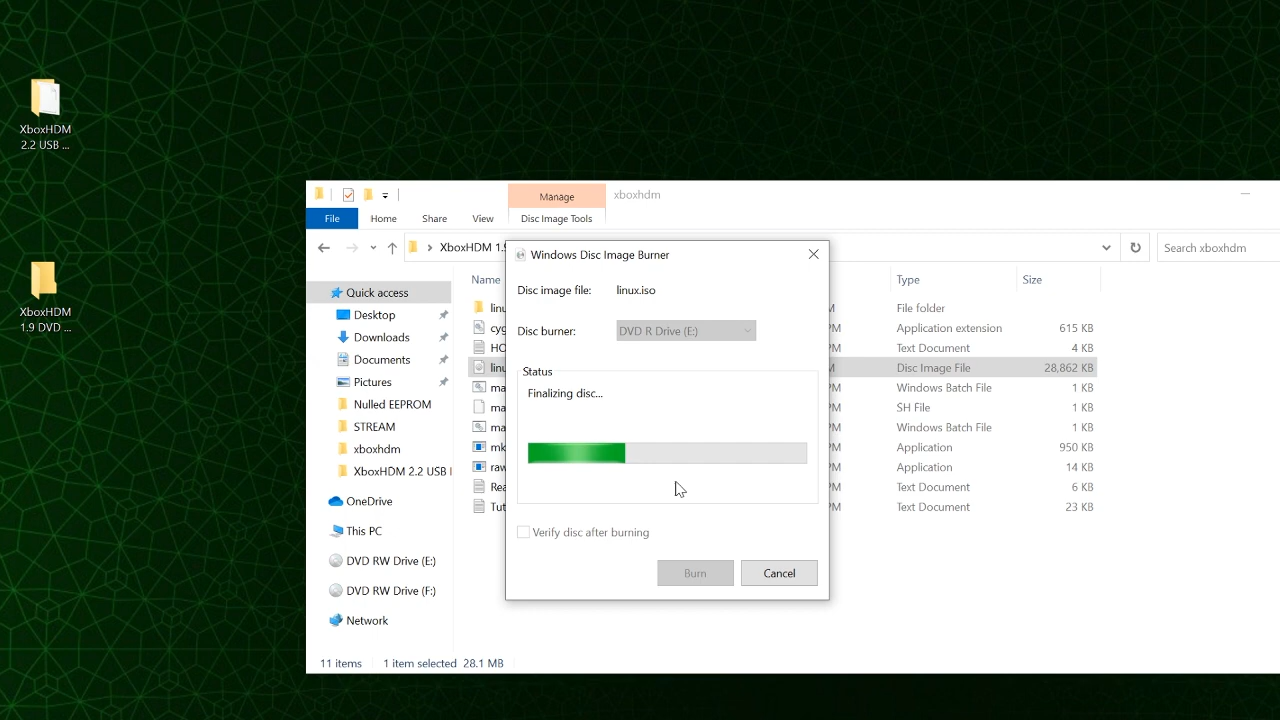 XboxHDM
2.2 USB ...
XboxHDM
1.9 DVD ...
Manage
xboxhdm
File
Home
Share
View
Disc Image Tools
XboxHDM 1.9
Search xboxhdm
Quick access
Desktop
Downloads
Documents
Pictures
Nulled EEPROM
STREAM
xboxhdm
XboxHDM 2.2 USB
OneDrive
This PC
DVD RW Drive (E:)
DVD RW Drive (F:)
Network
Name
Type
Size
File folder
Application extension 615 KB
Text Document 4 KB
Disc Image File 28,862 KB
Windows Batch File 1 KB
SH File 1 KB
Windows Batch File 1 KB
Application 950 KB
Application 14 KB
Text Document 6 KB
Text Document 23 KB
Windows Disc Image Burner
Disc image file: linux.iso
Disc burner: DVD R Drive (E:)
Status
Finalizing disc...
Verify disc after burning
Burn
Cancel
11 items 1 item selected 28.1 MB